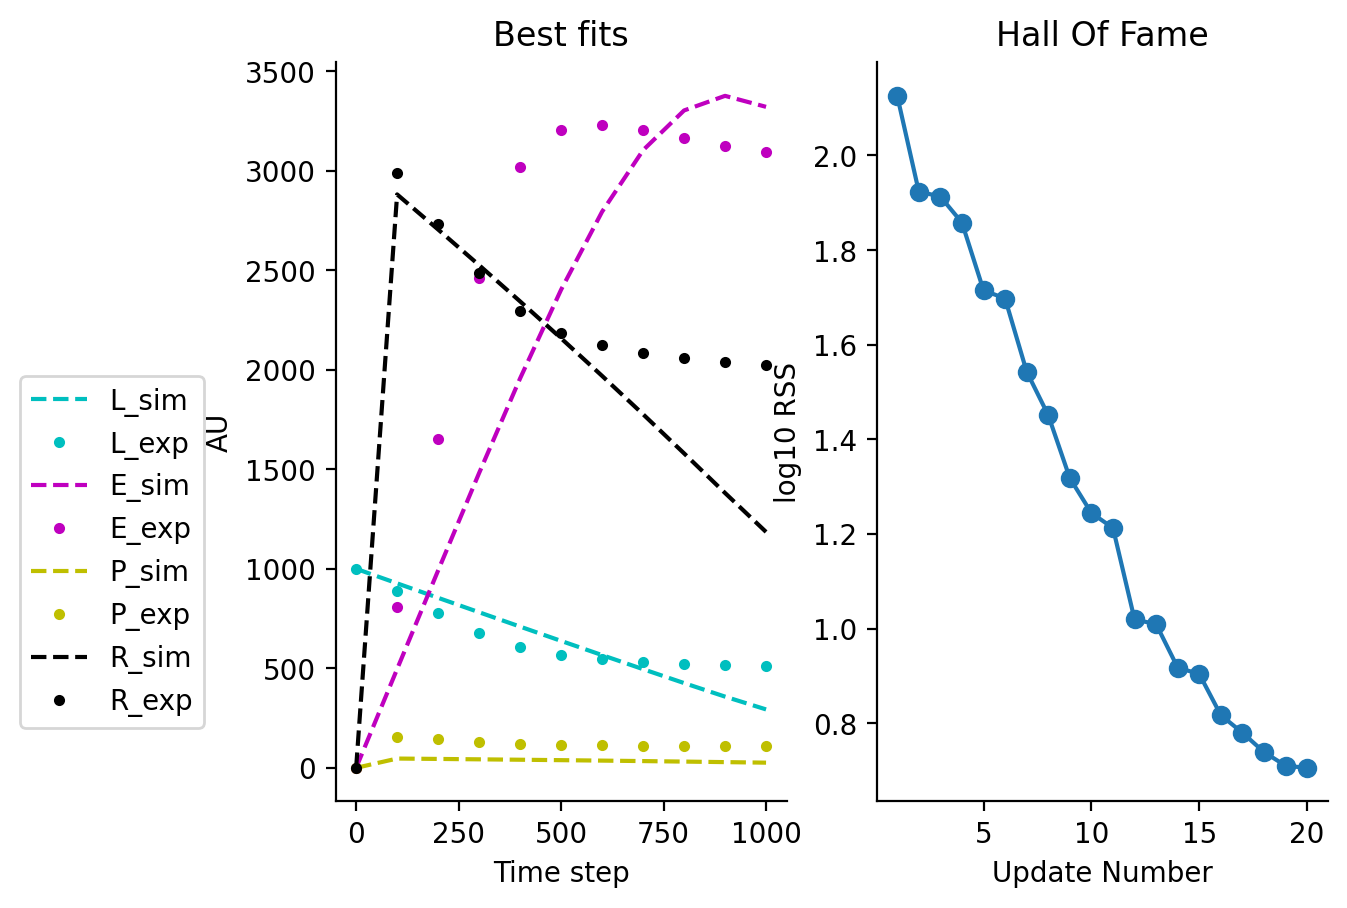 Best fits
3500
3000
2500
2000
1500
1000
500
0
AU
0 250 500 750 1000
Time step
L_sim
L_exp
E_sim
E_exp
P_sim
P_exp
R_sim
R_exp
Hall Of Fame
2.0
1.8
1.6
1.4
1.2
1.0
0.8
log10 RSS
5 10 15 20
Update Number